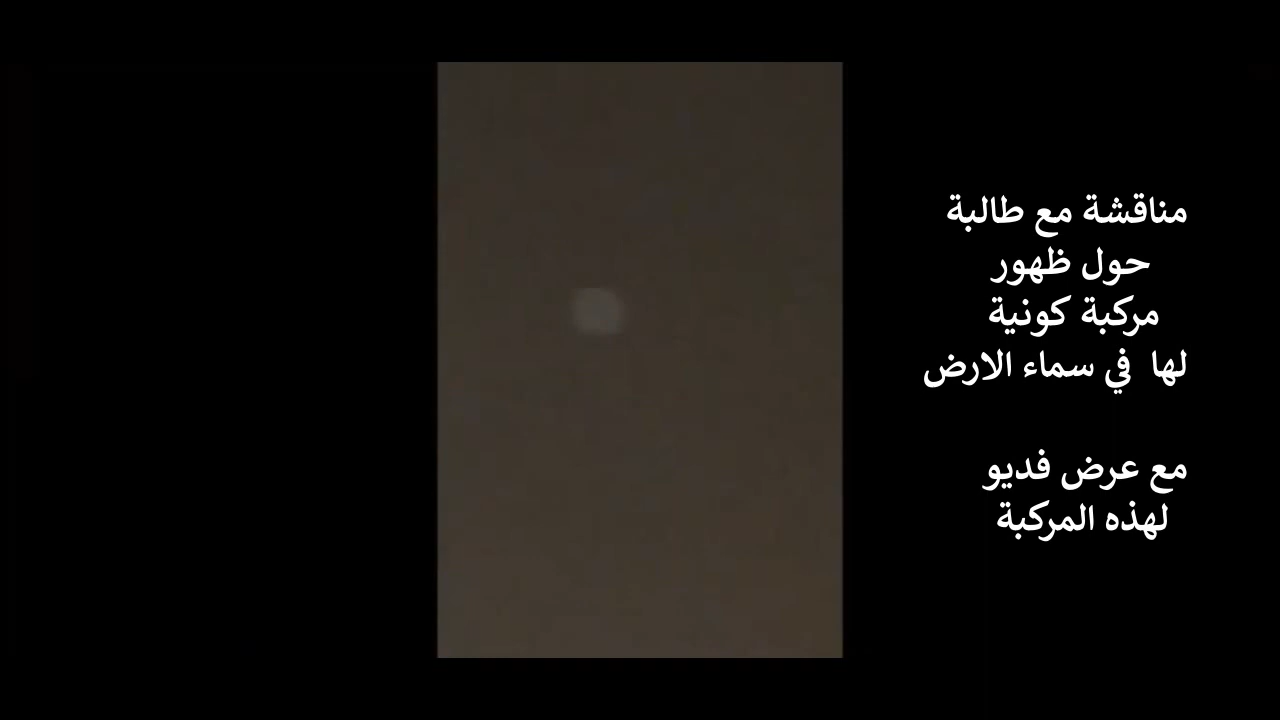 مناقشة مع طالبة
حول ظهور
مركبة كونية
لها في سماء الارض
مع عرض فديو
لهذه المركبة